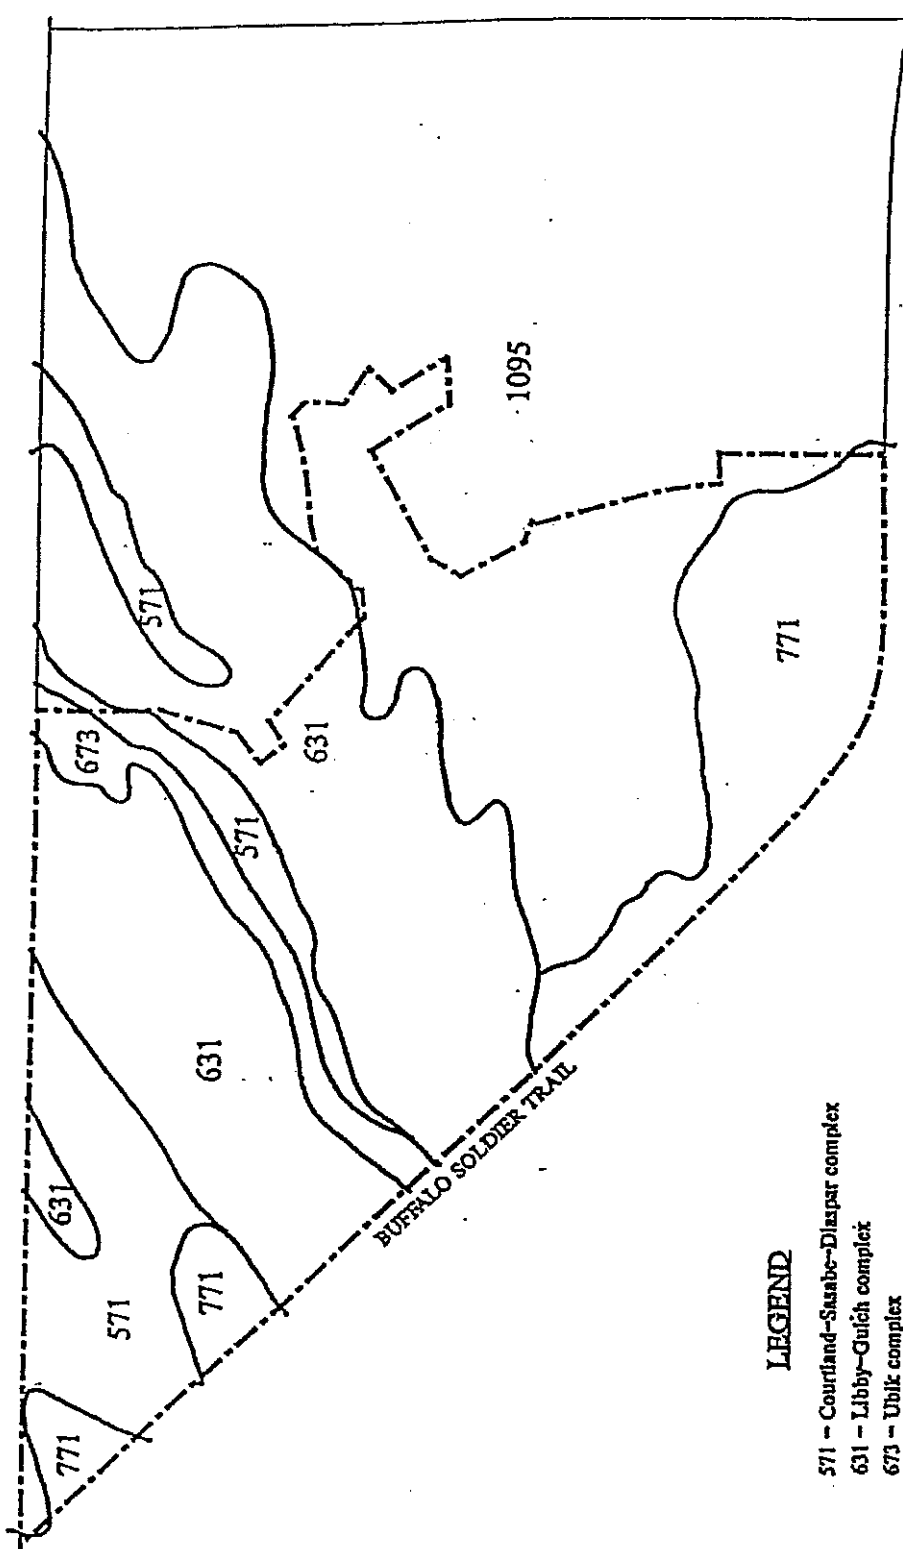 771
631
673
571
571
771
631
571
631
BUFFALO SOLDIER TRAIL
1095
771
LEGEND
571 – Courtland–Sasabe–Diaspar complex
631 – Libby–Gulch complex
673 – Ubik complex